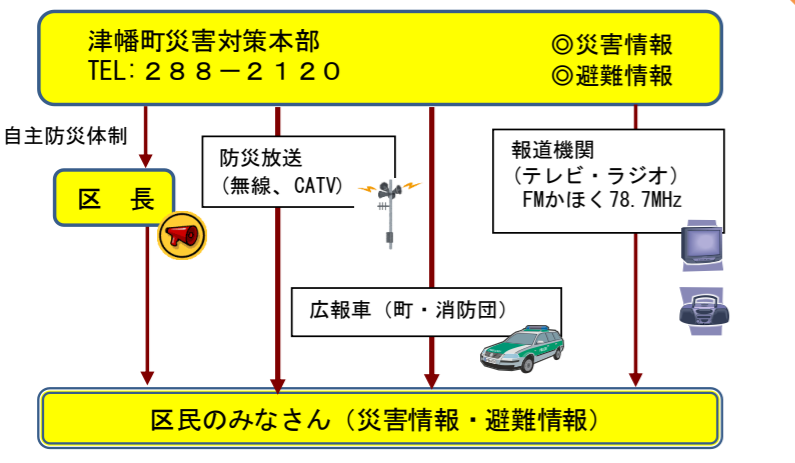 津幡町災害対策本部
◎災害情報
TEL:２８８－２１２０
◎避難情報
自主防災体制
区　長
防災放送
(無線、CATV)
報道機関
(テレビ・ラジオ)
FMかほく78.7MHz
広報車（町・消防団）
区民のみなさん（災害情報・避難情報）